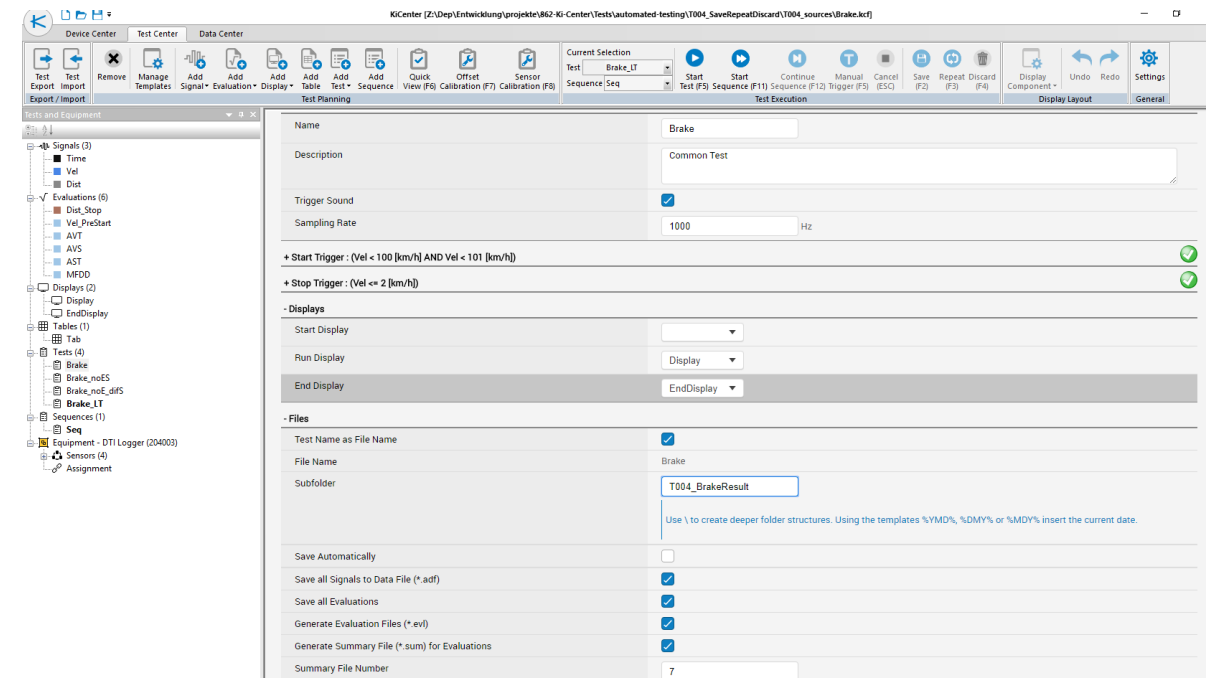 KiCenter [Z:\Dep\Entwicklung\projekte\862-Ki-Center\Tests\automated-testing\T004_SaveRepeatDiscard\T004_sources\Brake.kcf]
Device Center Test Center Data Center
Test Export
Test Import
Remove
Manage Templates
Add Signal
Add Evaluation
Add Display
Add Table
Add Test
Add Sequence
Quick View (F6)
Offset Calibration (F7)
Sensor Calibration (F8)
Current Selection
Test Brake_LT
Sequence Seq
Start Test (F5)
Start Sequence (F11)
Continue Sequence (F12)
Manual Trigger (F5)
Cancel (ESC)
Save (F2)
Repeat (F3)
Discard (F4)
Display Component
Undo
Redo
Settings
Export / Import
Test Planning
Test Execution
Display Layout
General
Tests and Equipment
Signals (3)
Time
Vel
Dist
Evaluations (6)
Dist_Stop
Vel_PreStart
AVT
AVS
AST
MFDD
Displays (2)
Display
EndDisplay
Tables (1)
Tab
Tests (4)
Brake
Brake_noES
Brake_noE_difS
Brake_LT
Sequences (1)
Seq
Equipment - DTI Logger (204003)
Sensors (4)
Assignment
Name Brake
Description Common Test
Trigger Sound
Sampling Rate 1000 Hz
+ Start Trigger : (Vel < 100 [km/h] AND Vel < 101 [km/h])
+ Stop Trigger : (Vel <= 2 [km/h])
- Displays
Start Display
Run Display Display
End Display EndDisplay
- Files
Test Name as File Name
File Name Brake
Subfolder T004_BrakeResult
Use \ to create deeper folder structures. Using the templates %YMD%, %DMY% or %MDY% insert the current date.
Save Automatically
Save all Signals to Data File (*.adf)
Save all Evaluations
Generate Evaluation Files (*.evl)
Generate Summary File (*.sum) for Evaluations
Summary File Number 7